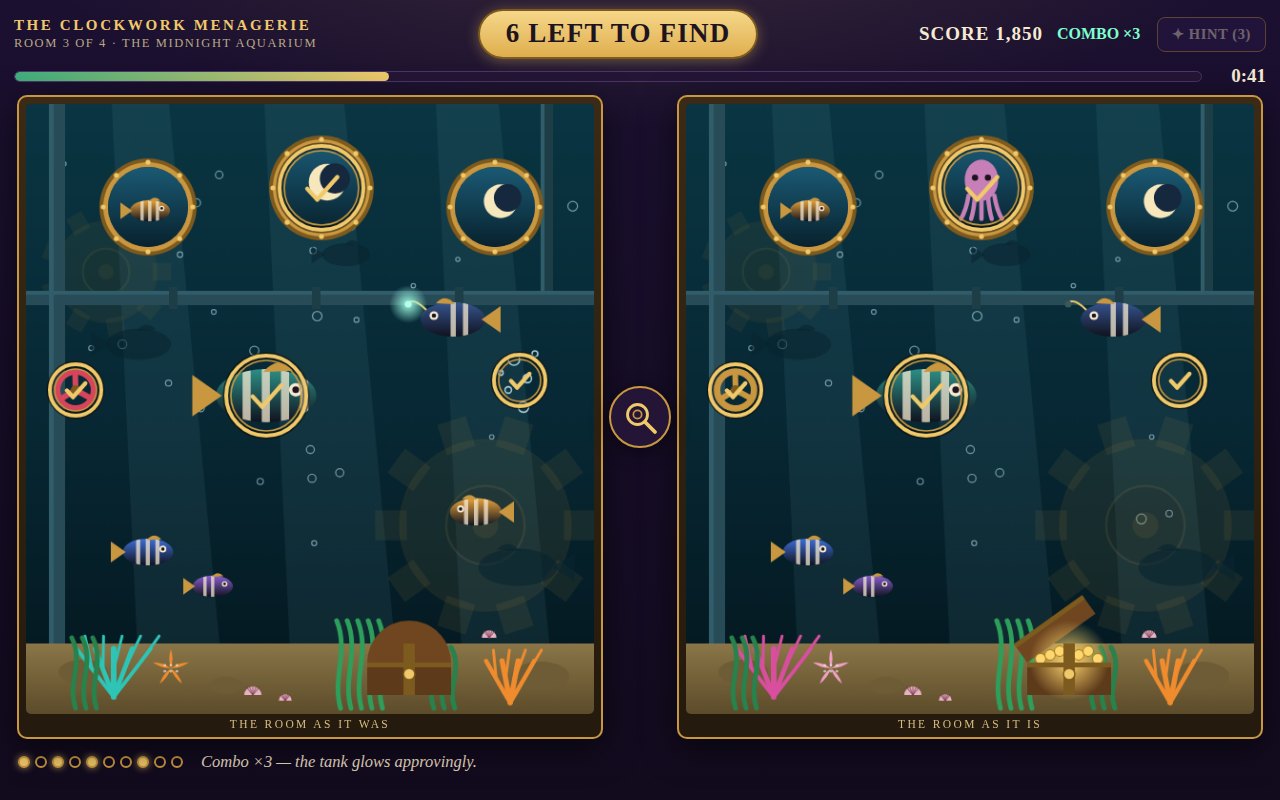 THE CLOCKWORK MENAGERIE
ROOM 3 OF 4 · THE MIDNIGHT AQUARIUM
6 LEFT TO FIND
SCORE 1,850
COMBO ×3
✦ HINT (3)
0:41
THE ROOM AS IT WAS
THE ROOM AS IT IS
Combo ×3 — the tank glows approvingly.